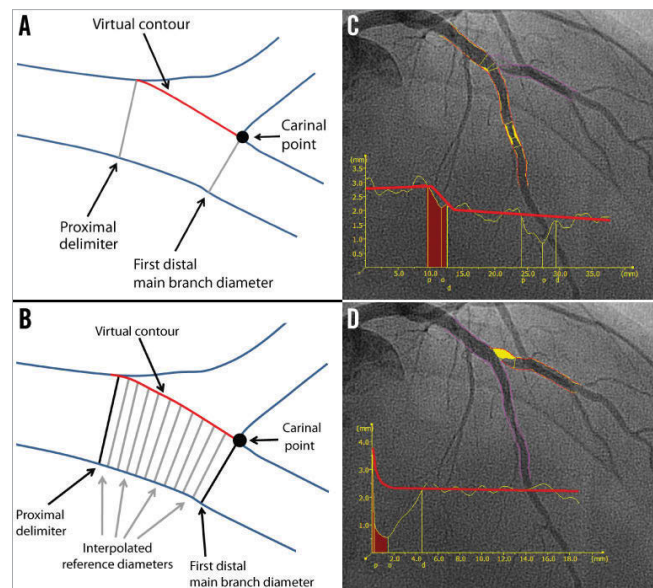 A
Virtual contour
Carinal
point
Proximal
delimiter
First distal
main branch diameter
B
Virtual contour
Carinal
point
Proximal
delimiter
Interpolated
reference diameters
First distal
main branch diameter
C
(mm)
3.5
3.0
2.5
2.0
1.5
1.0
0.5
5.0 10.0 15.0 20.0 25.0 35.0 (mm)
p o d p o d
D
(mm)
4.0
3.0
2.0
1.0
2.0 4.0 6.0 8.0 10.0 12.0 14.0 16.0 18.0 (mm)
p o d